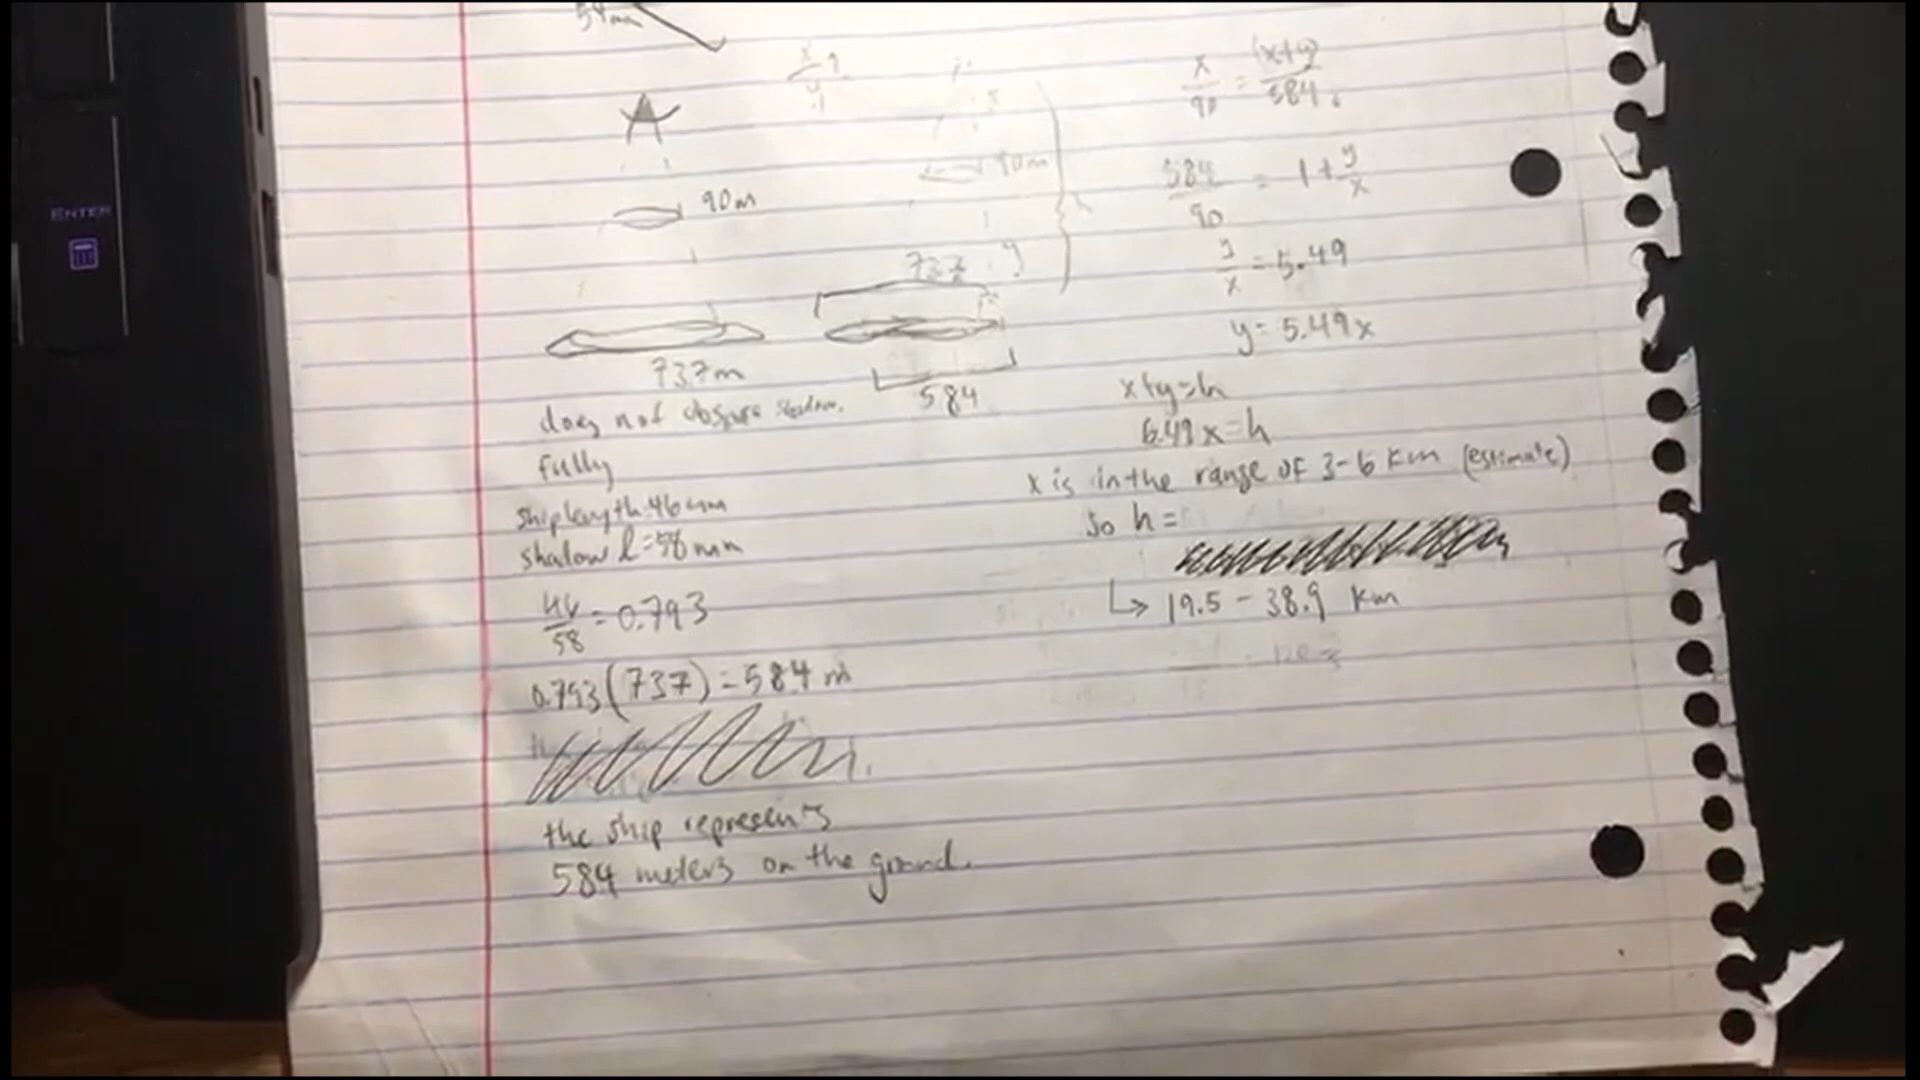 54mm
90m
737m
does not obscure shadow.
fully
ship length: 46mm
shadow l = 58mm
46/58 = 0.793
0.793(737) = 584 m
the ship represents
584 meters on the ground.
90m
737
y
584
x/90 = (x+y)/584
584/90 = 1 + y/x
y/x = 5.49
y = 5.49x
x+y=h
6.49x=h
x is in the range of 3-6 km (estimate)
so h =
↳ 19.5 - 38.9 km
ENTER